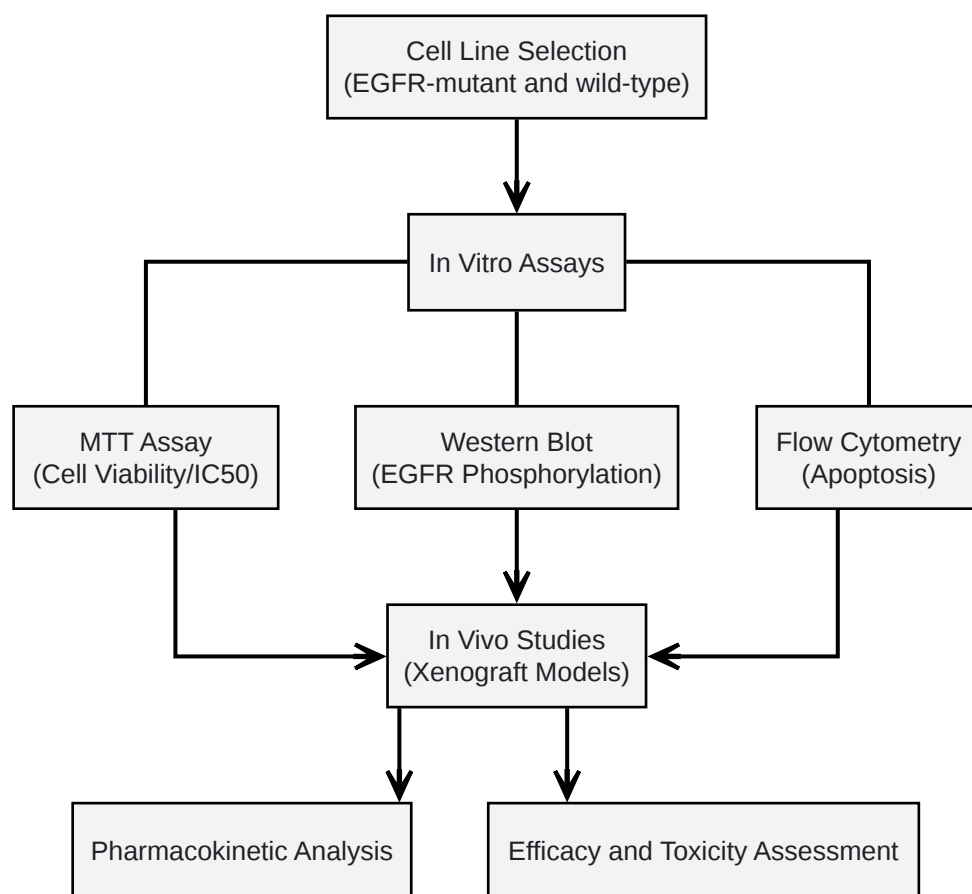 Cell Line Selection
(EGFR-mutant and wild-type)
In Vitro Assays
MTT Assay
(Cell Viability/IC50)
Western Blot
(EGFR Phosphorylation)
Flow Cytometry
(Apoptosis)
In Vivo Studies
(Xenograft Models)
Pharmacokinetic Analysis
Efficacy and Toxicity Assessment